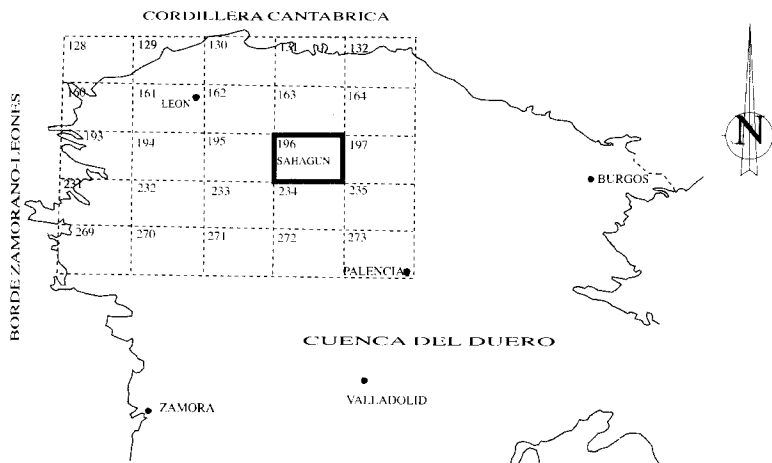 CORDILLERA CANTABRICA
128 129 130 131 132
160 161 162 163 164
LEON
193 194 195 196 197
SAHAGUN
N
BURGOS
231 232 233 234 235
269 270 271 272 273
PALENCIA
BORDE ZAMORANO-LEONES
CUENCA DEL DUERO
VALLADOLID
ZAMORA